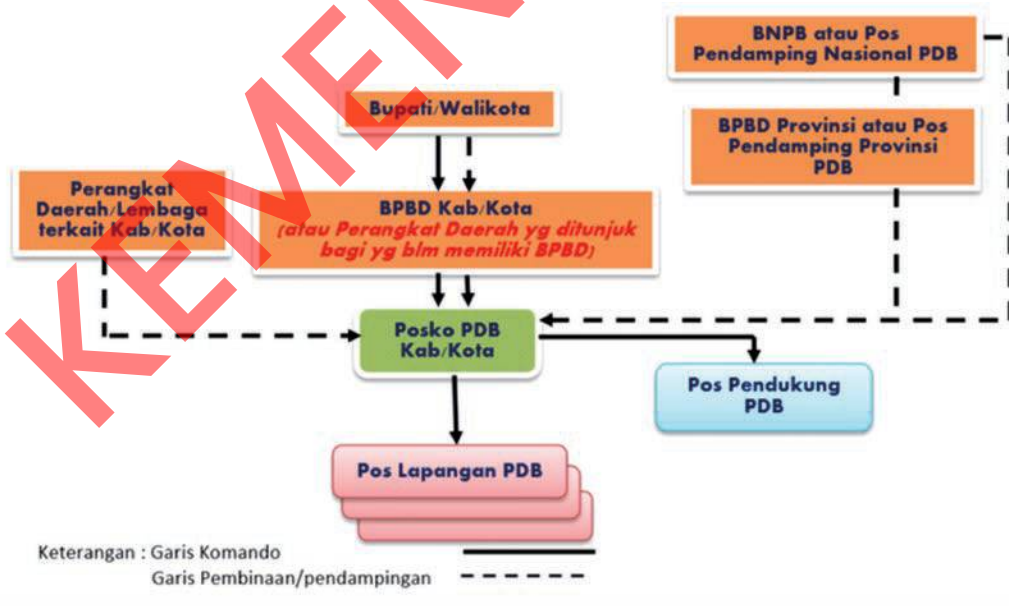 BNPB atau Pos
Pendamping Nasional PDB
Bupati/Walikota
BPBD Provinsi atau Pos
Pendamping Provinsi
PDB
Perangkat
Daerah/Lembaga
terkait Kab/Kota
BPBD Kab/Kota
(atau Perangkat Daerah yg ditunjuk
bagi yg blm memiliki BPBD)
Posko PDB
Kab/Kota
Pos Pendukung
PDB
Pos Lapangan PDB
Keterangan : Garis Komando
Garis Pembinaan/pendampingan
KEMEN